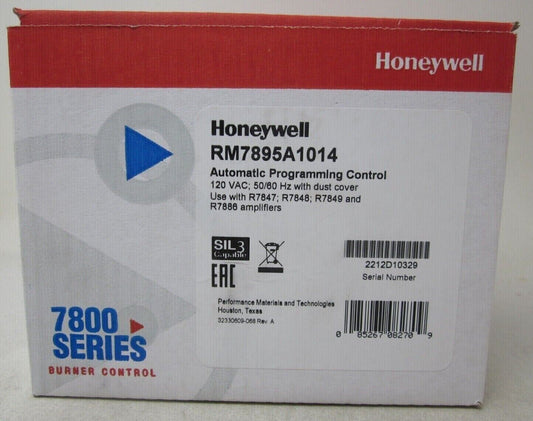 Honeywell
Honeywell
RM7895A1014
Automatic Programming Control
120 VAC; 50/60 Hz with dust cover
Use with R7847; R7848; R7849 and
R7886 amplifiers
SIL 3
Capable
EAC
2212D10329
Serial Number
Performance Materials and Technologies
Houston, Texas
32330609-068 Rev. A
0 85267 08270 9
7800
SERIES
BURNER CONTROL